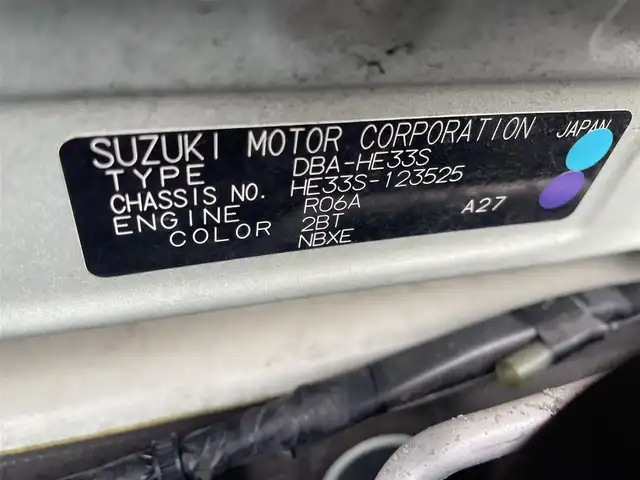 SUZUKI MOTOR CORPORATION JAPAN
TYPE DBA-HE33S
CHASSIS NO. HE33S-123525
ENGINE R06A A27
COLOR 2BT
NBXE